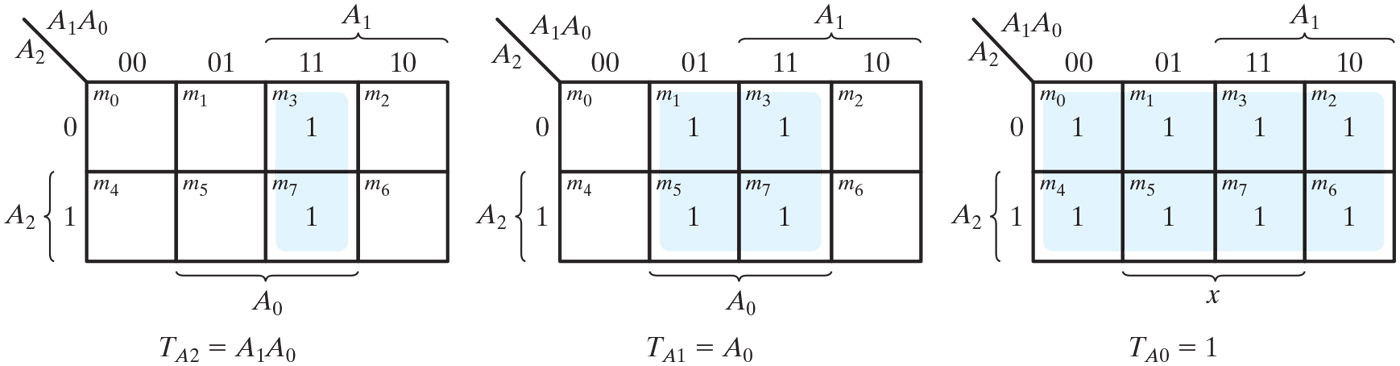 A₁A₀ A₁
A₂ 00 01 11 10
m₀ m₁ m₃ m₂
0 1
m₄ m₅ m₇ m₆
A₂ 1 1
A₀
T_A2 = A₁A₀
A₁A₀ A₁
A₂ 00 01 11 10
m₀ m₁ m₃ m₂
0 1 1
m₄ m₅ m₇ m₆
A₂ 1 1 1
A₀
T_A1 = A₀
A₁A₀ A₁
A₂ 00 01 11 10
m₀ m₁ m₃ m₂
0 1 1 1 1
m₄ m₅ m₇ m₆
A₂ 1 1 1 1 1
x
T_A0 = 1